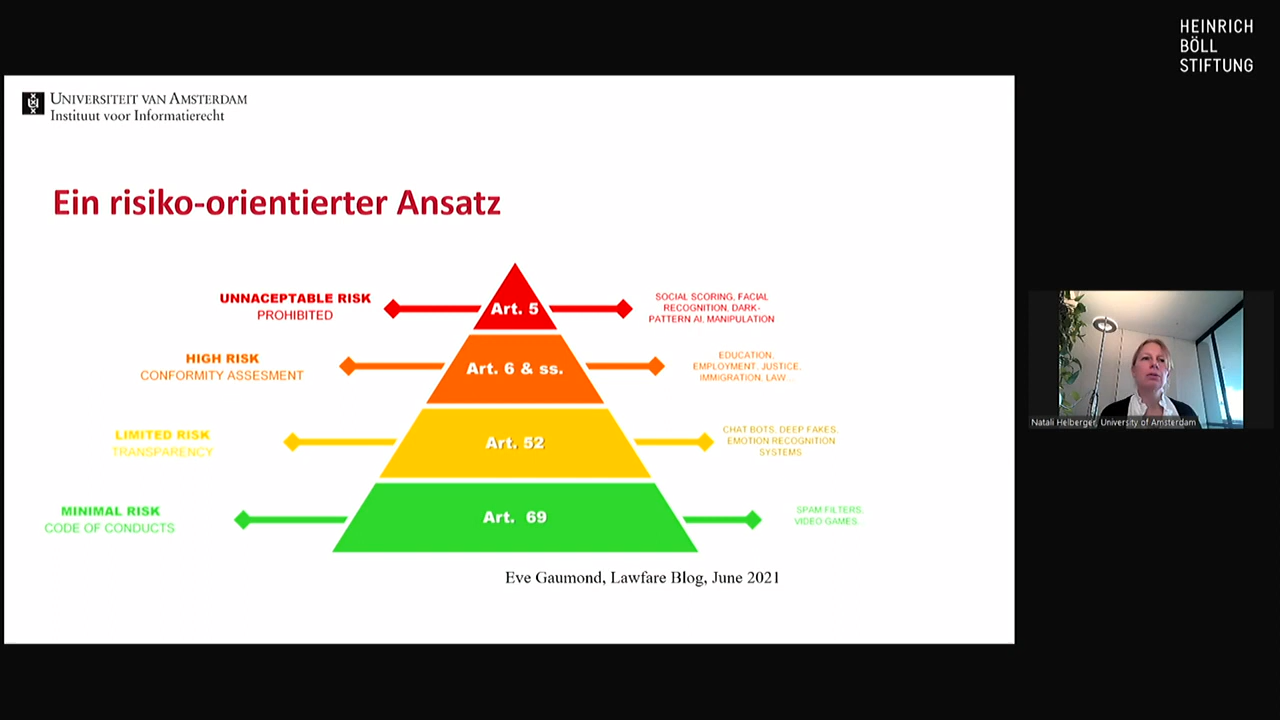 HEINRICH
BÖLL
STIFTUNG
UNIVERSITEIT VAN AMSTERDAM
Instituut voor Informatierecht
Ein risiko-orientierter Ansatz
UNNACEPTABLE RISK
PROHIBITED
Art. 5
SOCIAL SCORING, FACIAL
RECOGNITION, DARK-
PATTERN AI, MANIPULATION
HIGH RISK
CONFORMITY ASSESMENT
Art. 6 & ss.
EDUCATION,
EMPLOYMENT, JUSTICE,
IMMIGRATION, LAW...
LIMITED RISK
TRANSPARENCY
Art. 52
CHAT BOTS, DEEP FAKES,
EMOTION RECOGNITION
SYSTEMS
MINIMAL RISK
CODE OF CONDUCTS
Art. 69
SPAM FILTERS,
VIDEO GAMES.
Eve Gaumond, Lawfare Blog, June 2021
Natali Helberger, University of Amsterdam